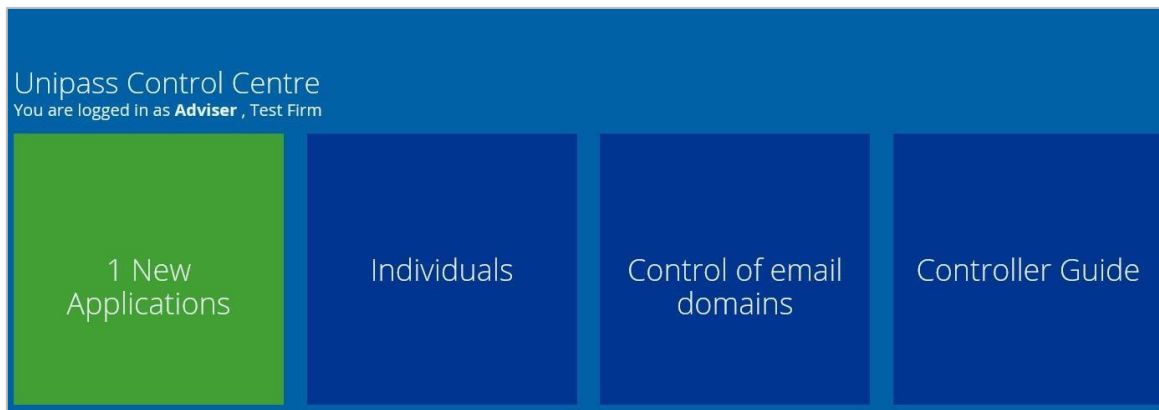 Unipass Control Centre
You are logged in as Adviser , Test Firm
1 New
Applications
Individuals
Control of email
domains
Controller Guide